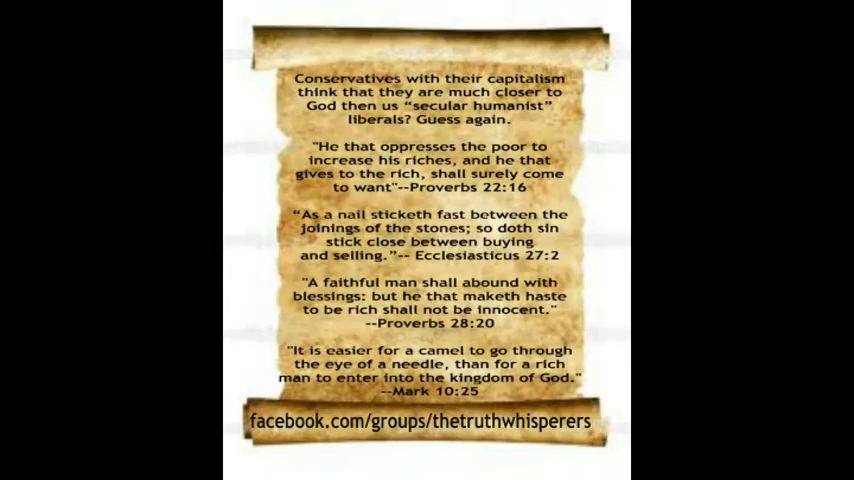 Conservatives with their capitalism
think that they are much closer to
God then us “secular humanist”
liberals? Guess again.
"He that oppresses the poor to
increase his riches, and he that
gives to the rich, shall surely come
to want"--Proverbs 22:16
“As a nail sticketh fast between the
joinings of the stones; so doth sin
stick close between buying
and selling.”-- Ecclesiasticus 27:2
"A faithful man shall abound with
blessings: but he that maketh haste
to be rich shall not be innocent."
--Proverbs 28:20
"It is easier for a camel to go through
the eye of a needle, than for a rich
man to enter into the kingdom of God."
--Mark 10:25
facebook.com/groups/thetruthwhisperers